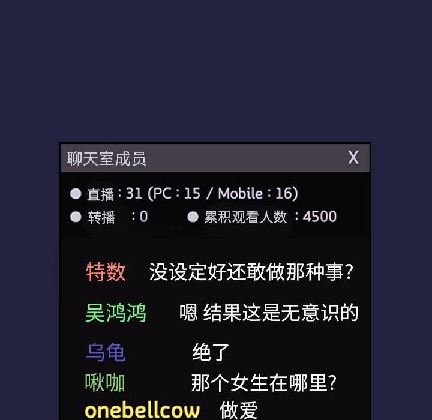 聊天室成员 X
直播：31 (PC：15 / Mobile：16)
转播 ：0 累积观看人数 ：4500
特数 没设定好还敢做那种事?
吴鸿鸿 嗯 结果这是无意识的
乌龟 绝了
啾咖 那个女生在哪里?
onebellcow 做爱